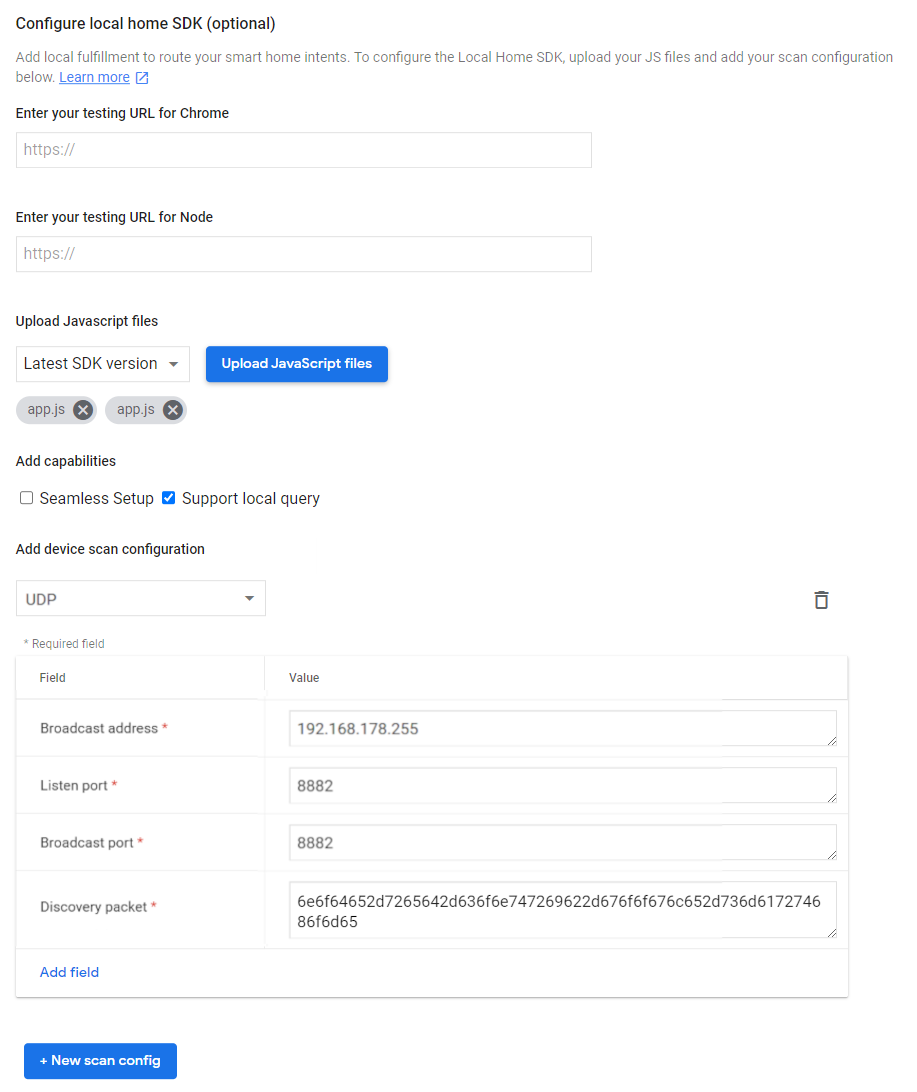 Configure local home SDK (optional)
Add local fulfillment to route your smart home intents. To configure the Local Home SDK, upload your JS files and add your scan configuration
below. Learn more
Enter your testing URL for Chrome
https://
Enter your testing URL for Node
https://
Upload Javascript files
Latest SDK version
Upload JavaScript files
app.js app.js
Add capabilities
Seamless Setup Support local query
Add device scan configuration
UDP
* Required field
Field Value
Broadcast address * 192.168.178.255
Listen port * 8882
Broadcast port * 8882
Discovery packet * 6e6f64652d7265642d636f6e747269622d676f6f676c652d736d617274
686f6d65
Add field
+ New scan config